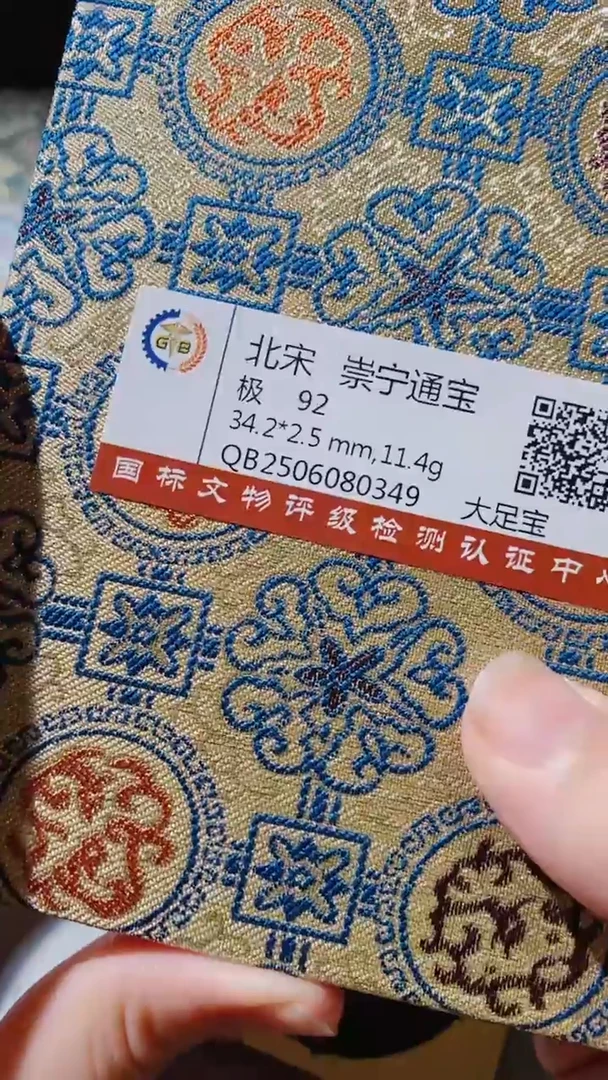 GB
北宋 崇宁通宝
极 92
34.2*2.5 mm,11.4g
QB2506080349 大足宝
国标文物评级检测认证中